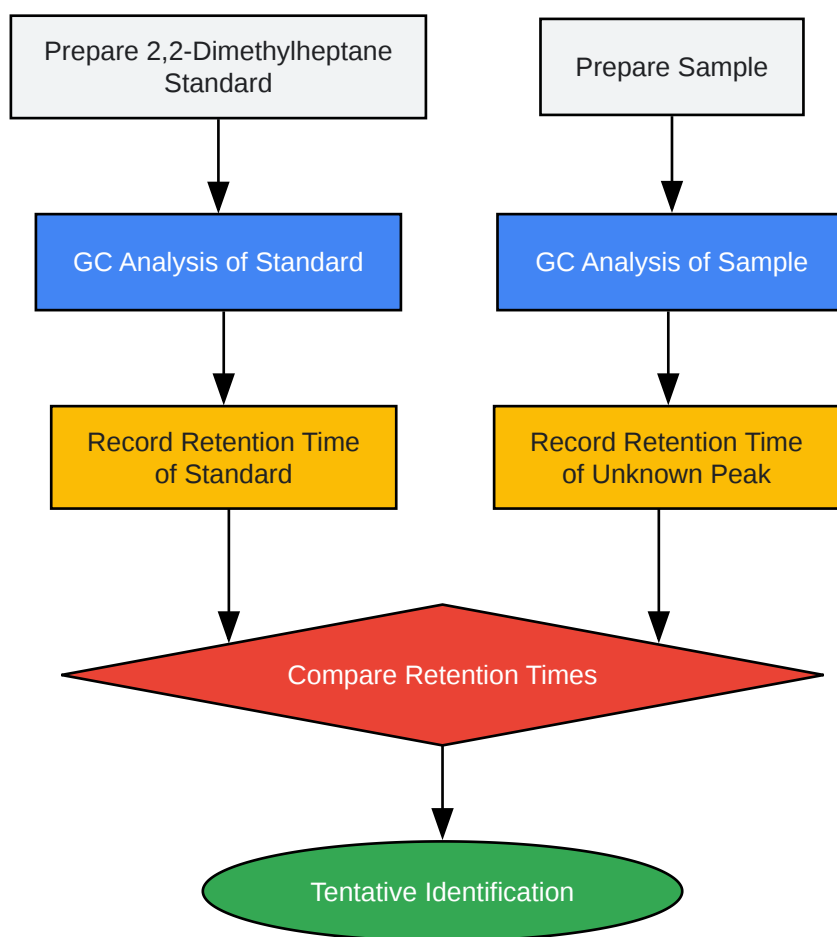 Prepare 2,2-Dimethylheptane
Standard
Prepare Sample
GC Analysis of Standard
GC Analysis of Sample
Record Retention Time
of Standard
Record Retention Time
of Unknown Peak
Compare Retention Times
Tentative Identification